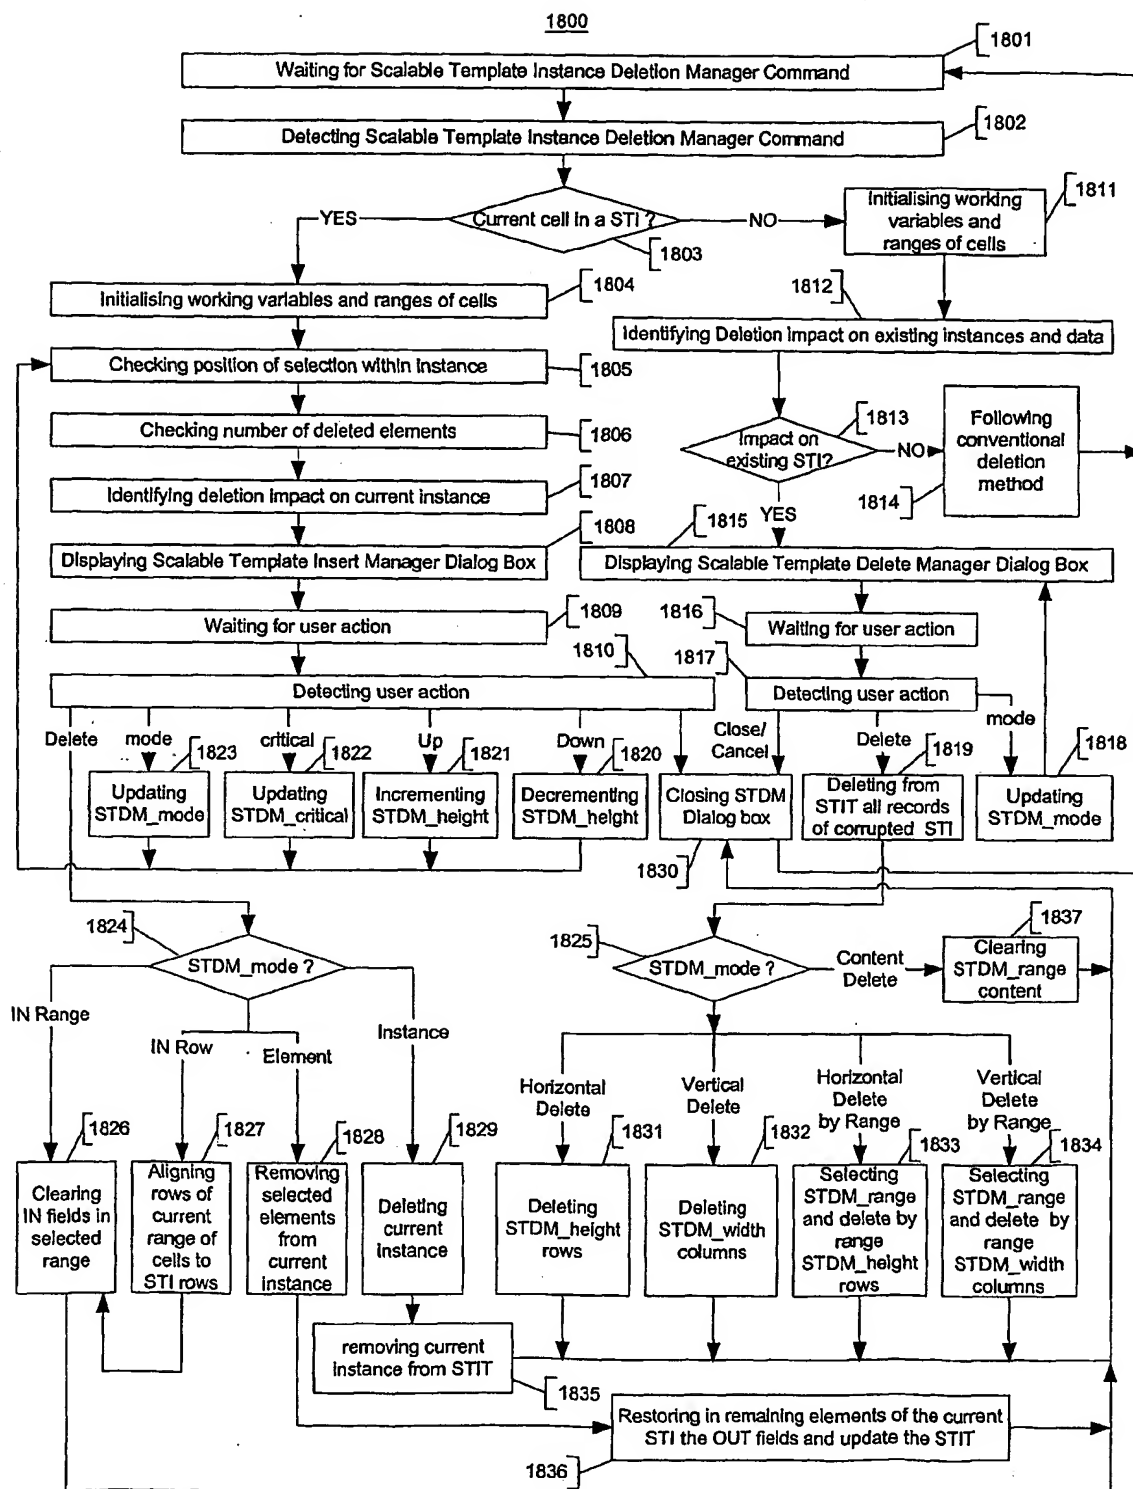 1800
1801
Waiting for Scalable Template Instance Deletion Manager Command
1802
Detecting Scalable Template Instance Deletion Manager Command
1811
Initialising working
variables and
ranges of cells
YES
Current cell in a STI ?
NO
1803
1804
Initialising working variables and ranges of cells
1812
Identifying Deletion Impact on existing instances and data
Checking position of selection within instance
1805
1813
Impact on
existing STI?
NO
Following
conventional
deletion
method
1814
Checking number of deleted elements
1806
1807
Identifying deletion impact on current instance
YES
1808
1815
Displaying Scalable Template Insert Manager Dialog Box
Displaying Scalable Template Delete Manager Dialog Box
1809
1816
Waiting for user action
Waiting for user action
1810
1817
Detecting user action
Detecting user action
Delete
mode
critical
Up
Down
Close/
Cancel
Delete
mode
1823
1822
1821
1820
1819
1818
Updating
STDM_mode
Updating
STDM_critical
Incrementing
STDM_height
Decrementing
STDM_height
Closing STDM
Dialog box
Deleting from
STIT all records
of corrupted STI
Updating
STDM_mode
1830
1824
STDM_mode ?
1825
STDM_mode ?
Content
Delete
1837
Clearing
STDM_range
content
IN Range
IN Row
Element
Instance
Horizontal
Delete
Vertical
Delete
Horizontal
Delete
by Range
Vertical
Delete
by Range
1826
1827
1828
1829
1831
1832
1833
1834
Clearing
IN fields in
selected
range
Aligning
rows of
current
range of
cells to
STI rows
Removing
selected
elements
from
current
instance
Deleting
current
instance
Deleting
STDM_height
rows
Deleting
STDM_width
columns
Selecting
STDM_range
and delete by
range
STDM_height
rows
Selecting
STDM_range
and delete by
range
STDM_width
columns
removing current
instance from STIT
1835
Restoring in remaining elements of the current
STI the OUT fields and update the STIT
1836